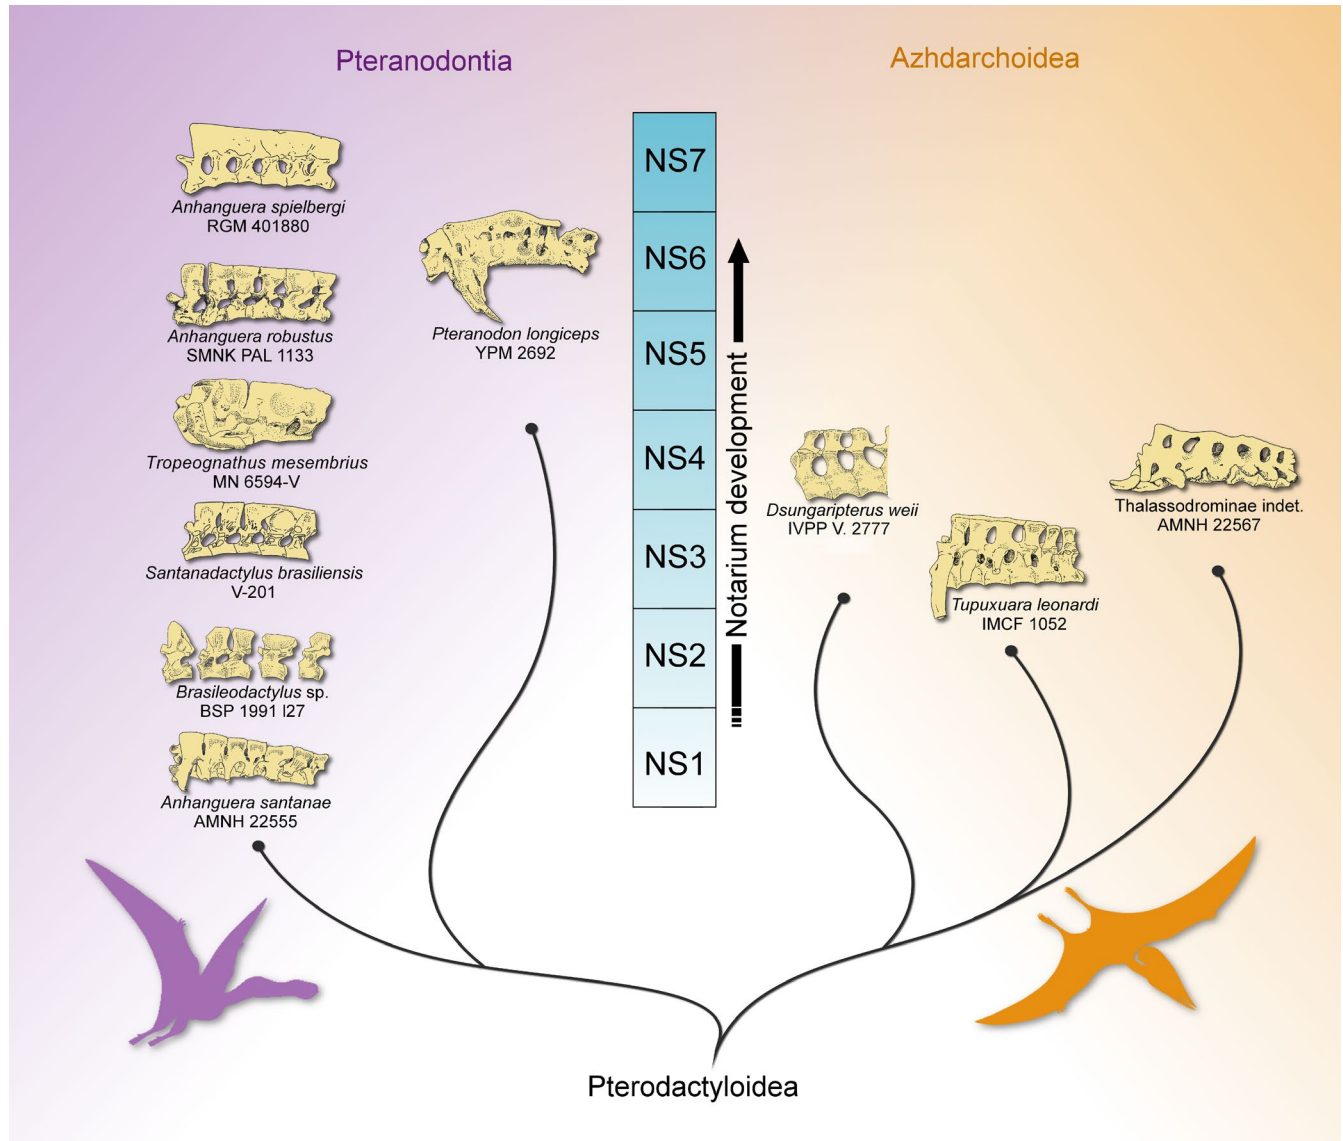 Pteranodontia
Azhdarchoidea
Anhanguera spielbergi
RGM 401880
Anhanguera robustus
SMNK PAL 1133
Tropeognathus mesembrius
MN 6594-V
Santanadactylus brasiliensis
V-201
Brasileodactylus sp.
BSP 1991 I27
Anhanguera santanae
AMNH 22555
Pteranodon longiceps
YPM 2692
NS7
NS6
NS5
NS4
NS3
NS2
NS1
Notarium development
Dsungaripterus weii
IVPP V. 2777
Tupuxuara leonardi
IMCF 1052
Thalassodrominae indet.
AMNH 22567
Pterodactyloidea